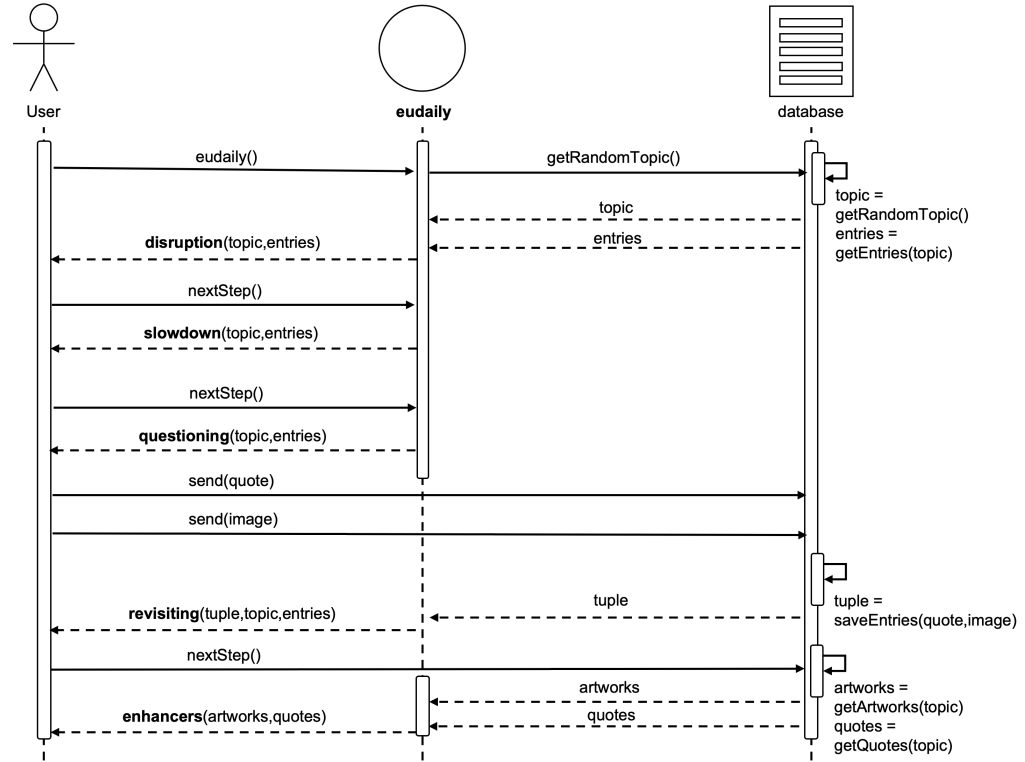 User
eudaily
database
eudaily()
getRandomTopic()
topic =
getRandomTopic()
entries =
getEntries(topic)
topic
entries
disruption(topic,entries)
nextStep()
slowdown(topic,entries)
nextStep()
questioning(topic,entries)
send(quote)
send(image)
tuple =
saveEntries(quote,image)
tuple
revisiting(tuple,topic,entries)
nextStep()
artworks =
getArtworks(topic)
quotes =
getQuotes(topic)
artworks
quotes
enhancers(artworks,quotes)